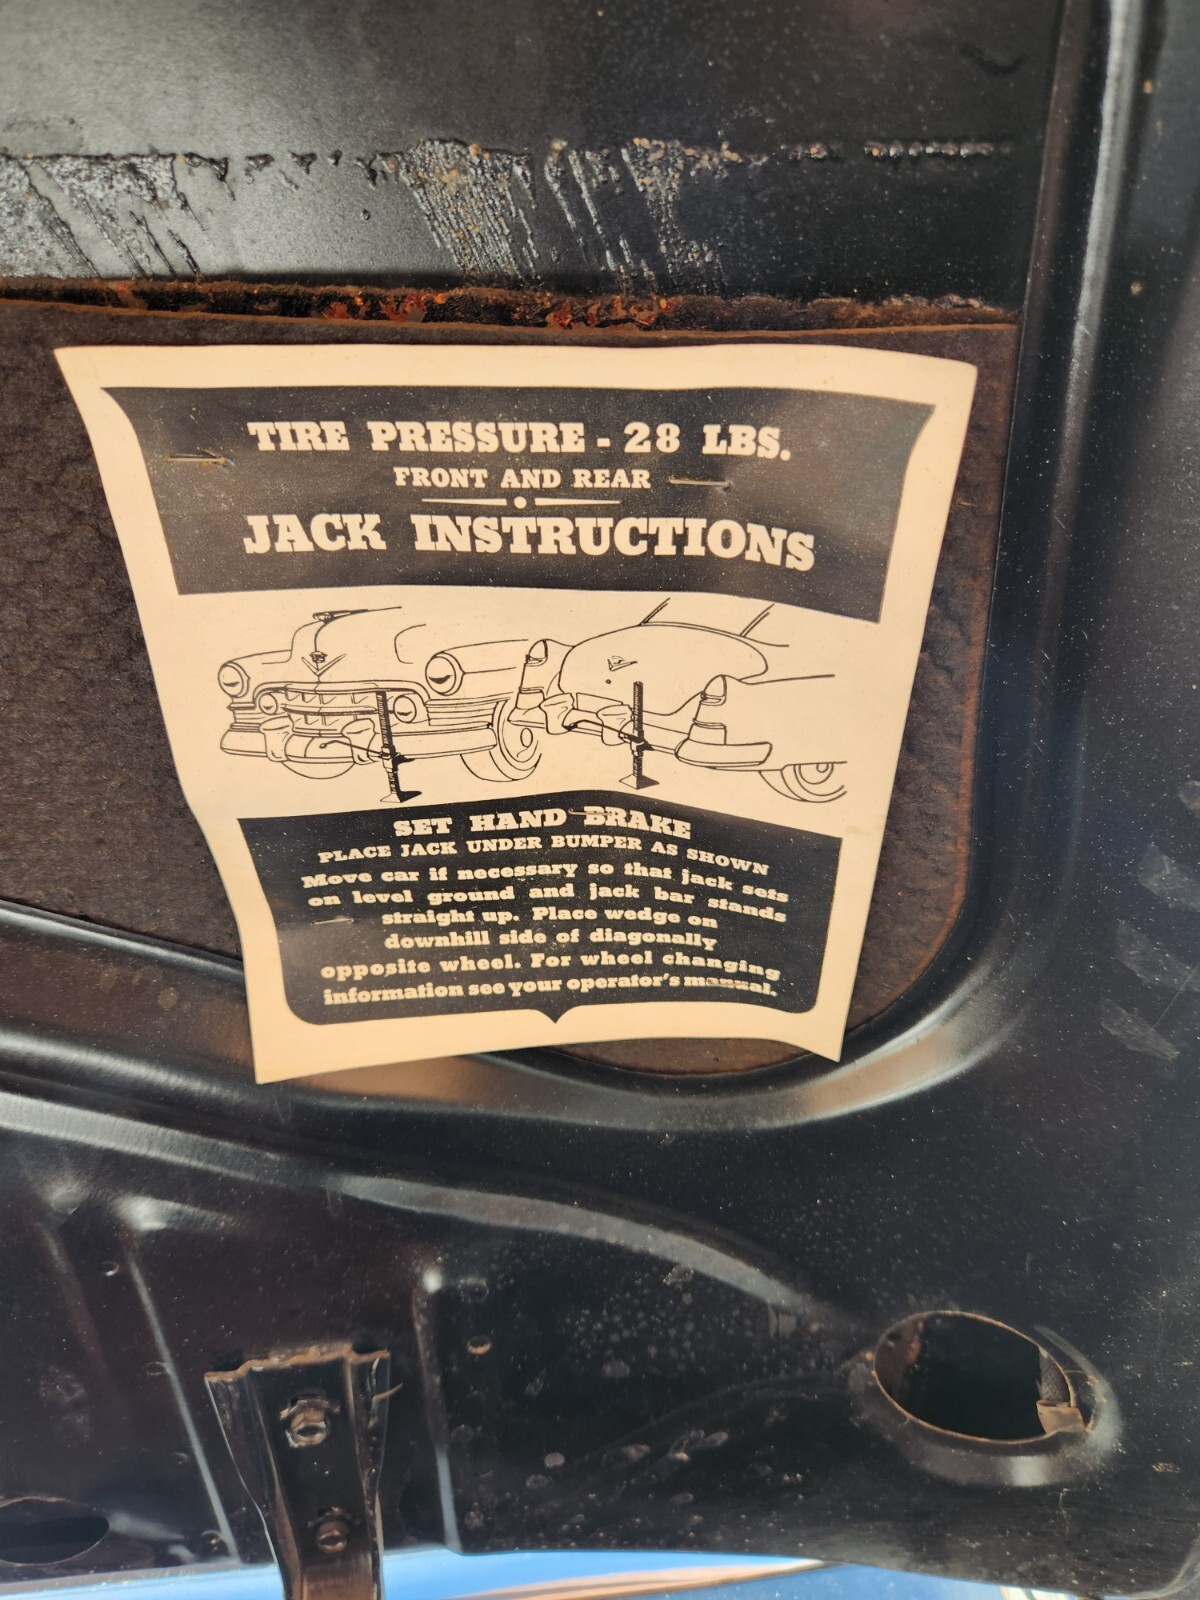 TIRE PRESSURE - 28 LBS.
FRONT AND REAR
JACK INSTRUCTIONS
SET HAND BRAKE
PLACE JACK UNDER BUMPER AS SHOWN
Move car if necessary so that jack sets
on level ground and jack bar stands
straight up. Place wedge on
downhill side of diagonally
opposite wheel. For wheel changing
information see your operator's manual.